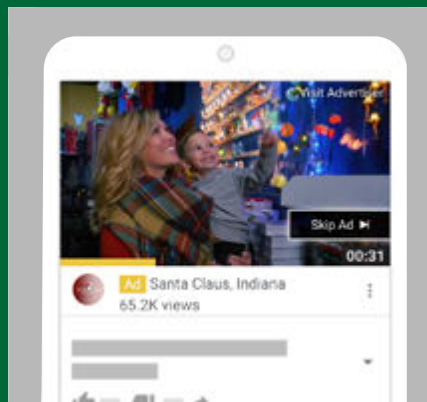 Visit Advertiser
Skip Ad
00:31
Ad Santa Claus, Indiana
65.2K views